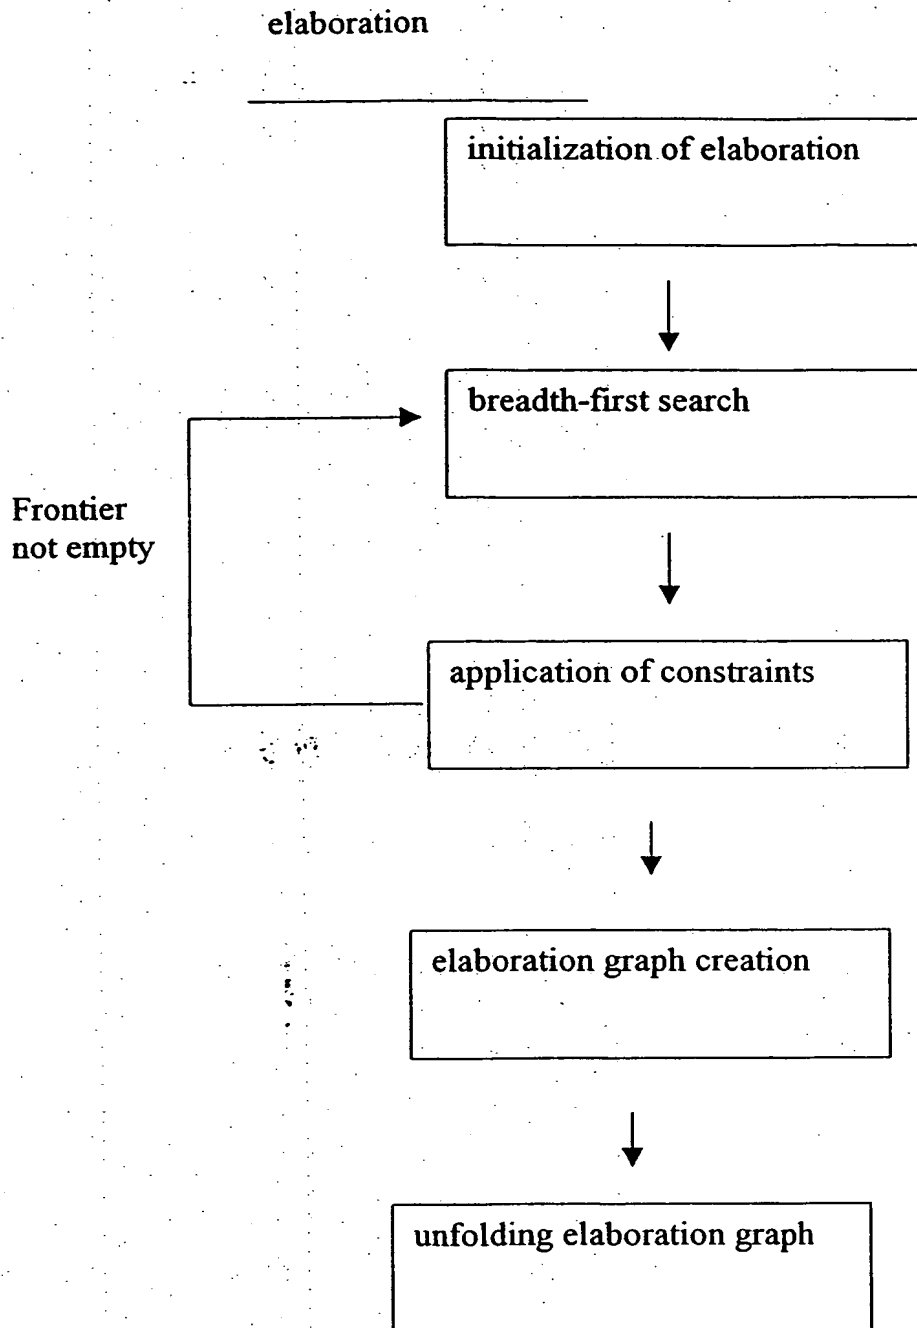 elaboration
initialization of elaboration
breadth-first search
Frontier
not empty
application of constraints
elaboration graph creation
unfolding elaboration graph